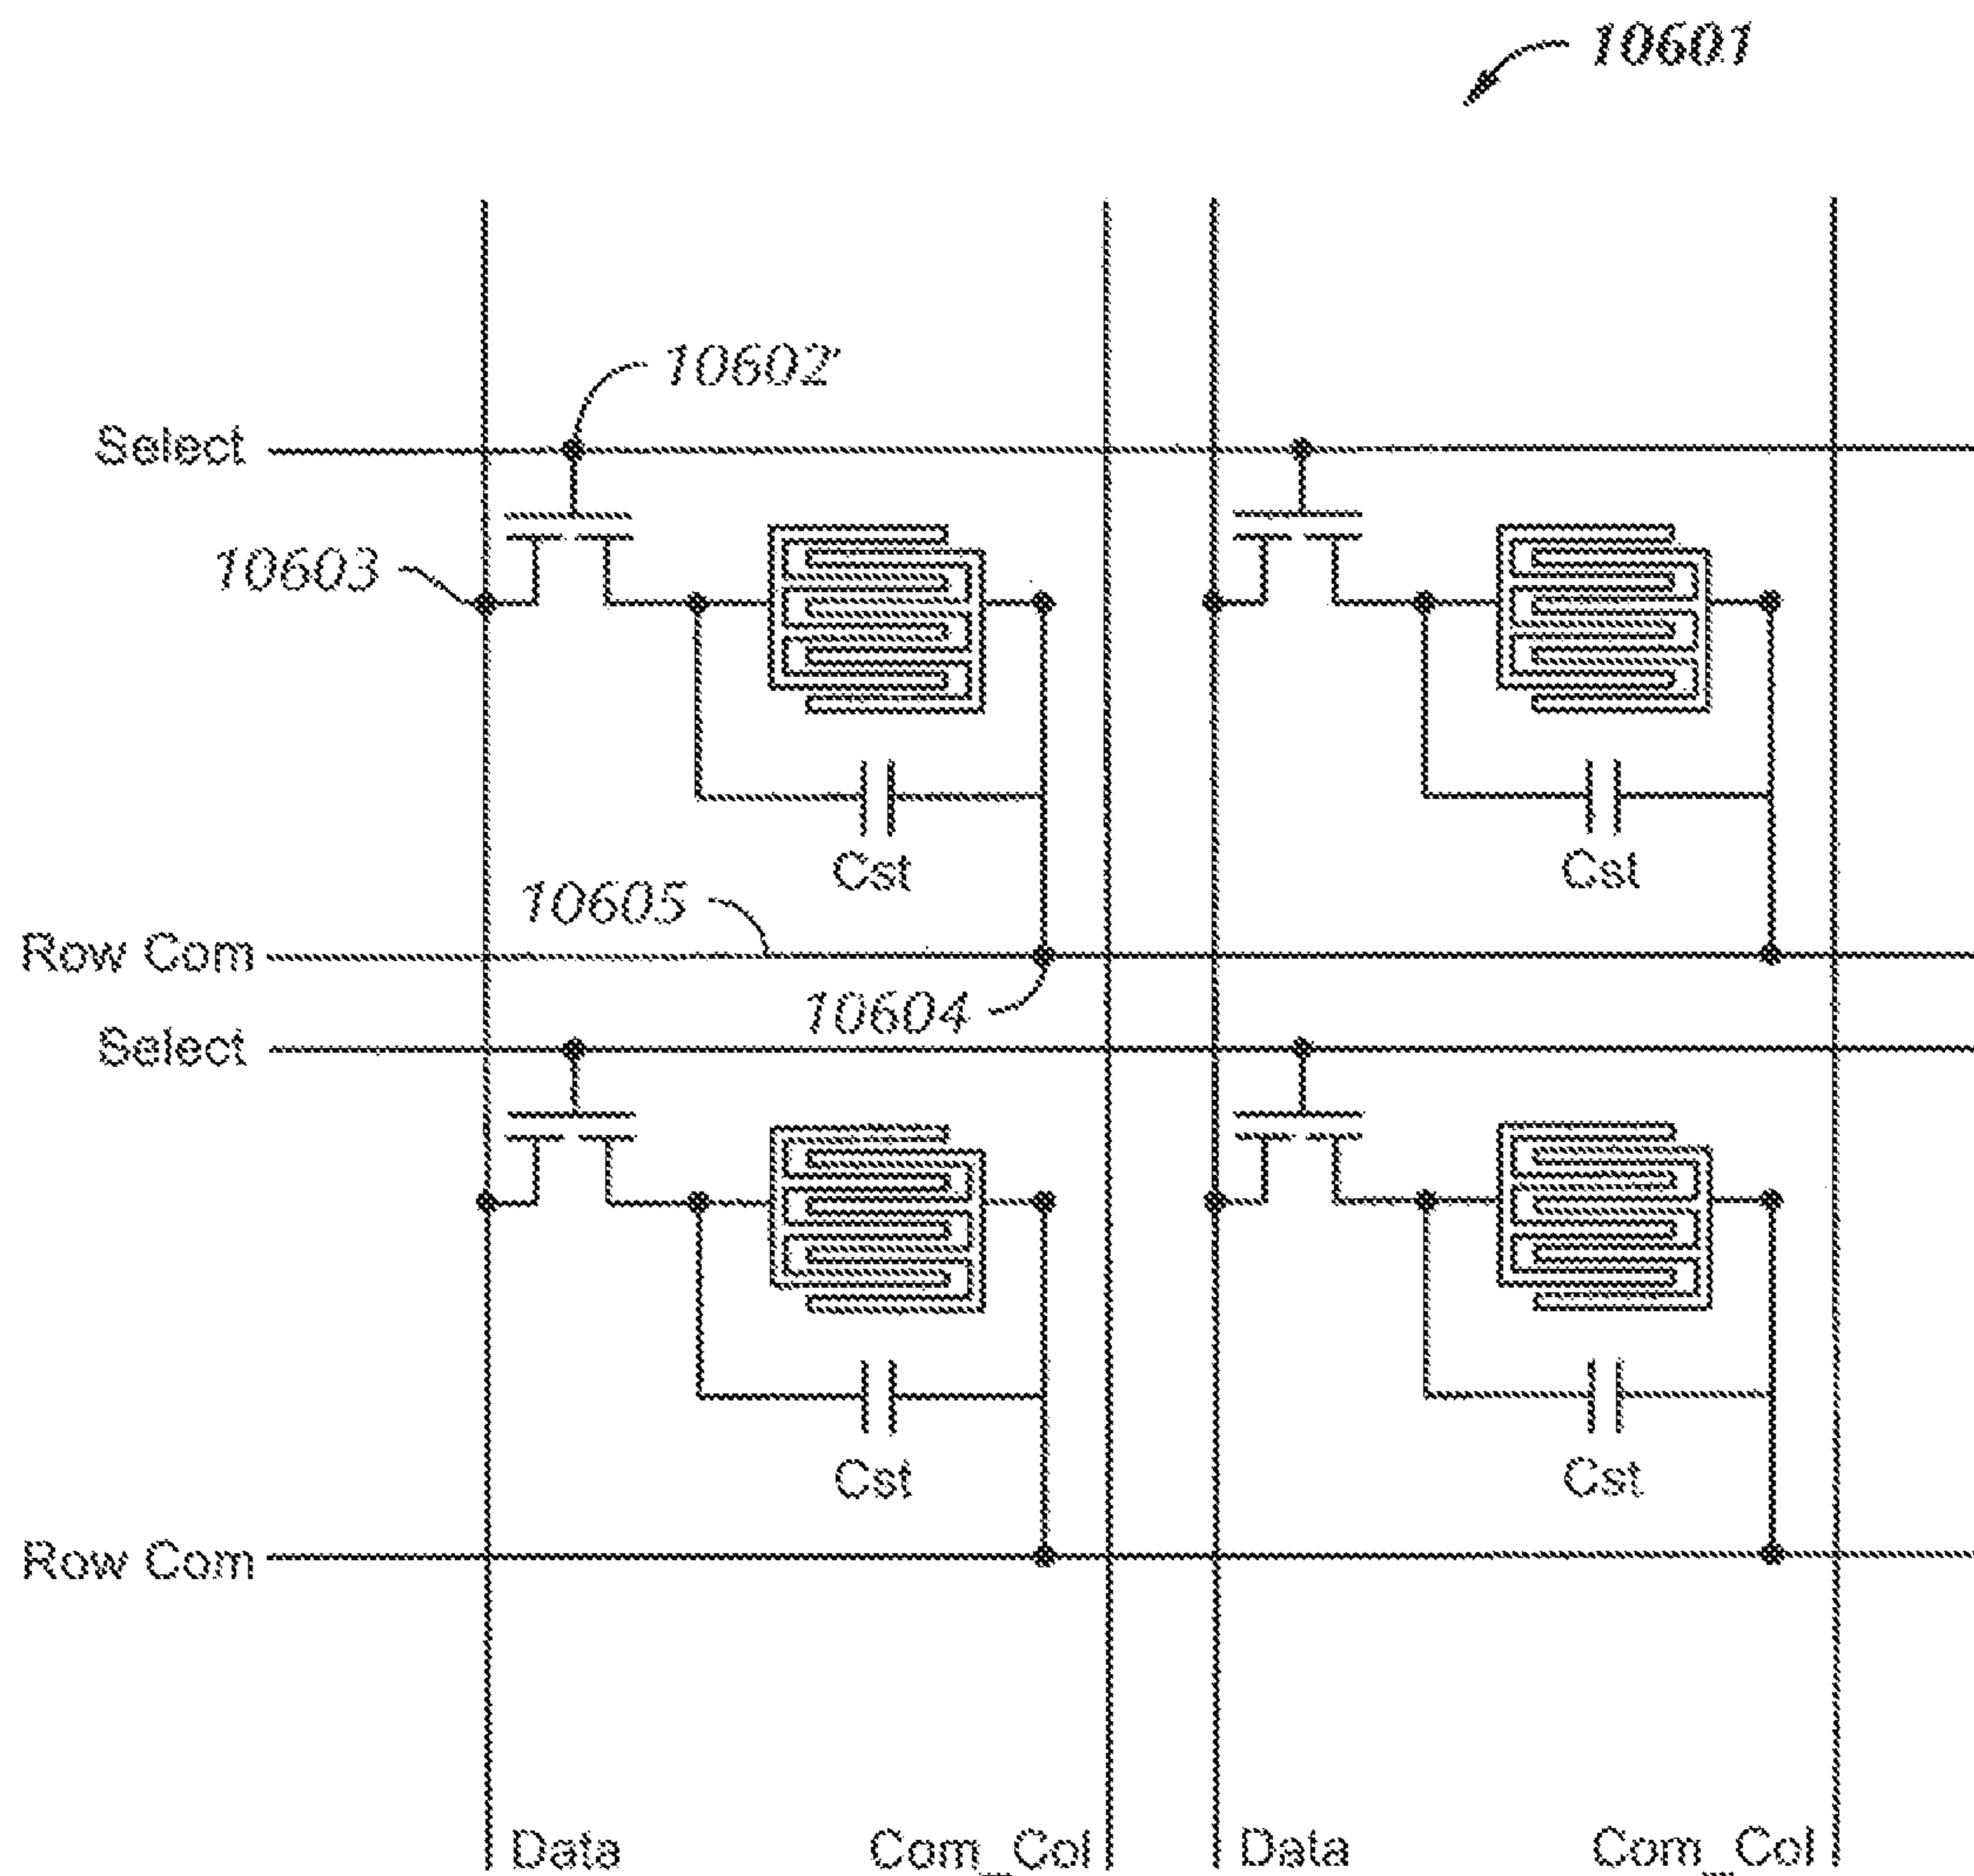 10601
10602
Select
10603
Cst Cst
10605
Row Com
10604
Select
Cst Cst
Row Com
Data Com_Col Data Com_Col